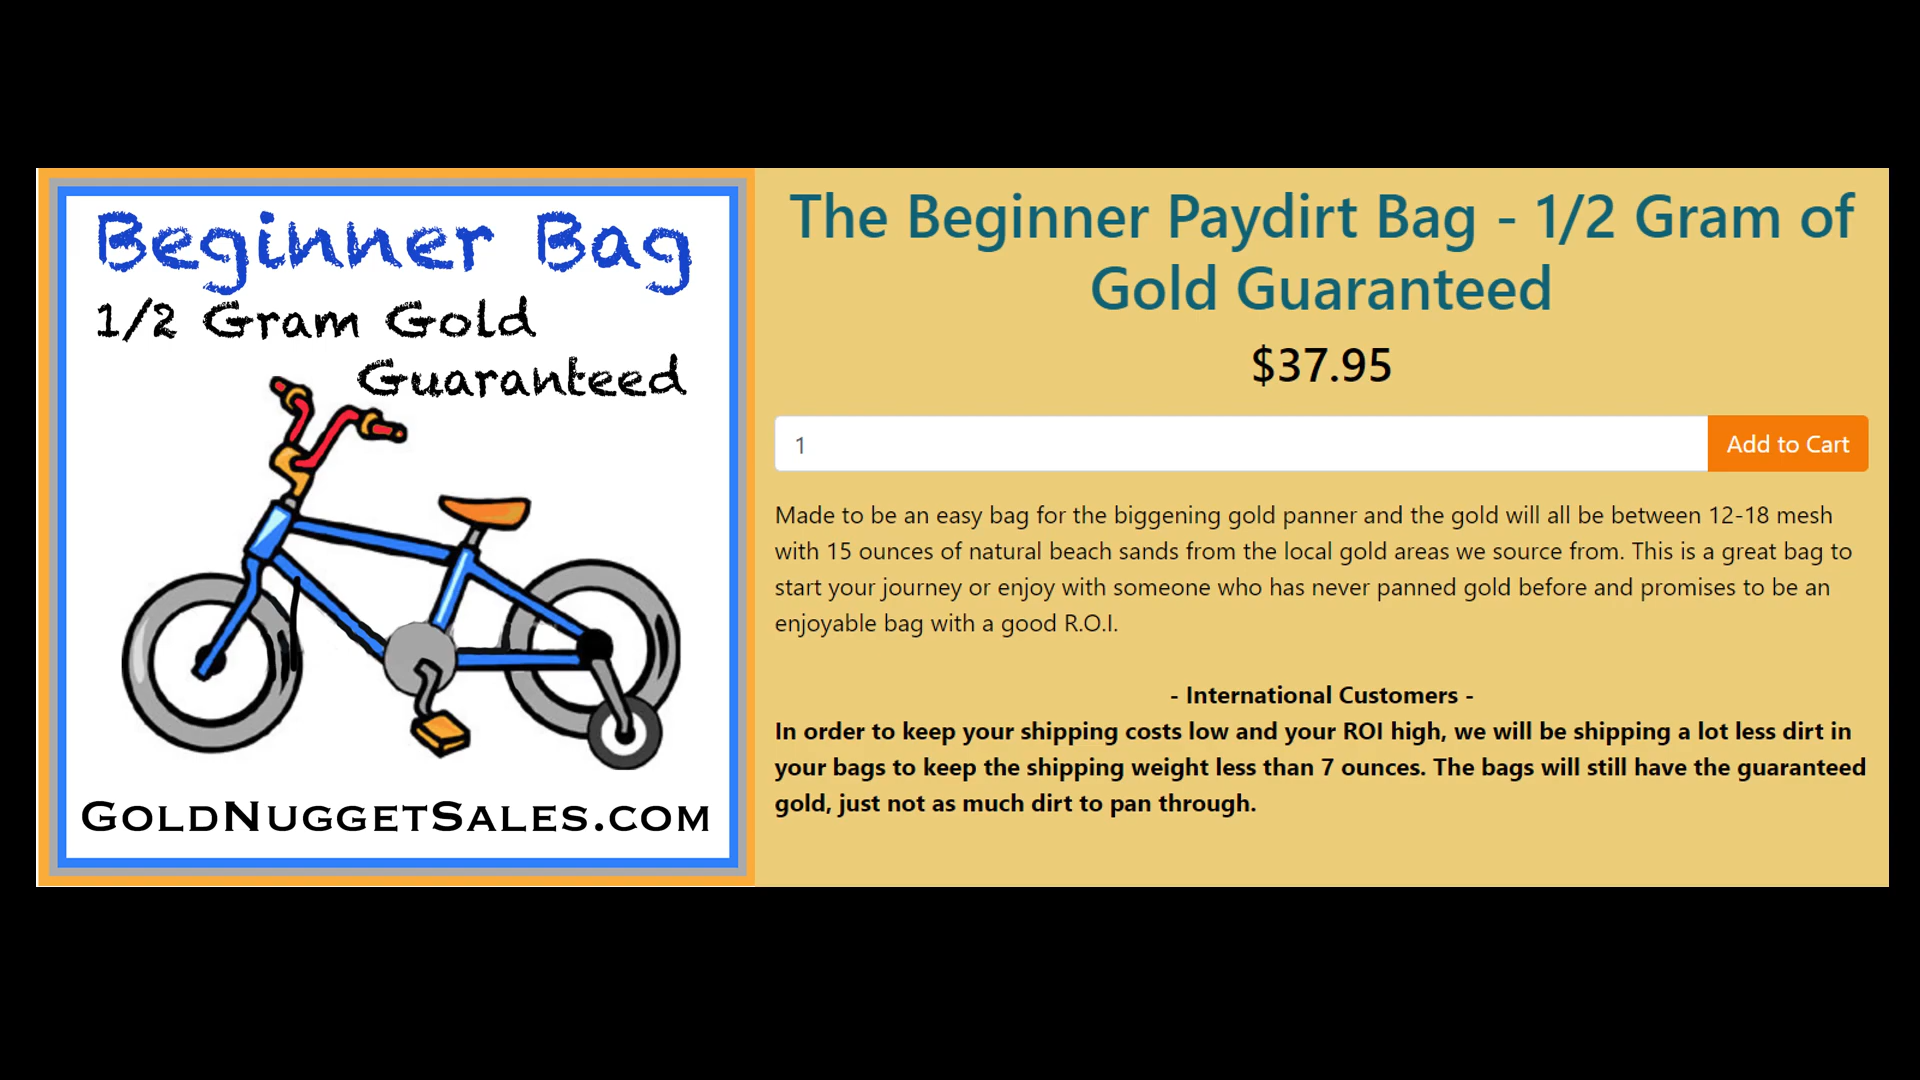 Beginner Bag
1/2 Gram Gold
Guaranteed
GOLDNUGGETSALES.COM
The Beginner Paydirt Bag - 1/2 Gram of
Gold Guaranteed
$37.95
1
Add to Cart
Made to be an easy bag for the biggening gold panner and the gold will all be between 12-18 mesh
with 15 ounces of natural beach sands from the local gold areas we source from. This is a great bag to
start your journey or enjoy with someone who has never panned gold before and promises to be an
enjoyable bag with a good R.O.I.
- International Customers -
In order to keep your shipping costs low and your ROI high, we will be shipping a lot less dirt in
your bags to keep the shipping weight less than 7 ounces. The bags will still have the guaranteed
gold, just not as much dirt to pan through.